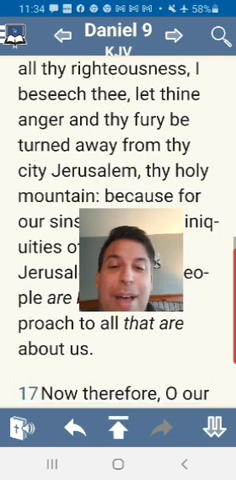 11:34 58%
Daniel 9
KJV
all thy righteousness, I
beseech thee, let thine
anger and thy fury be
turned away from thy
city Jerusalem, thy holy
mountain: because for
our sins iniq-
uities
Jerusal eo-
ple are
proach to all that are
about us.
17 Now therefore, O our